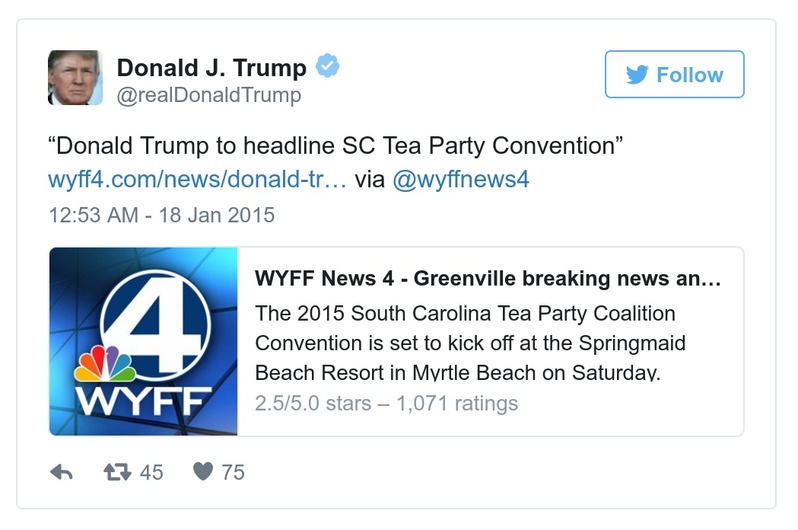 Donald J. Trump
@realDonaldTrump
Follow
“Donald Trump to headline SC Tea Party Convention”
wyff4.com/news/donald-tr… via @wyffnews4
12:53 AM - 18 Jan 2015
4
WYFF
WYFF News 4 - Greenville breaking news an…
The 2015 South Carolina Tea Party Coalition
Convention is set to kick off at the Springmaid
Beach Resort in Myrtle Beach on Saturday.
2.5/5.0 stars – 1,071 ratings
45
75